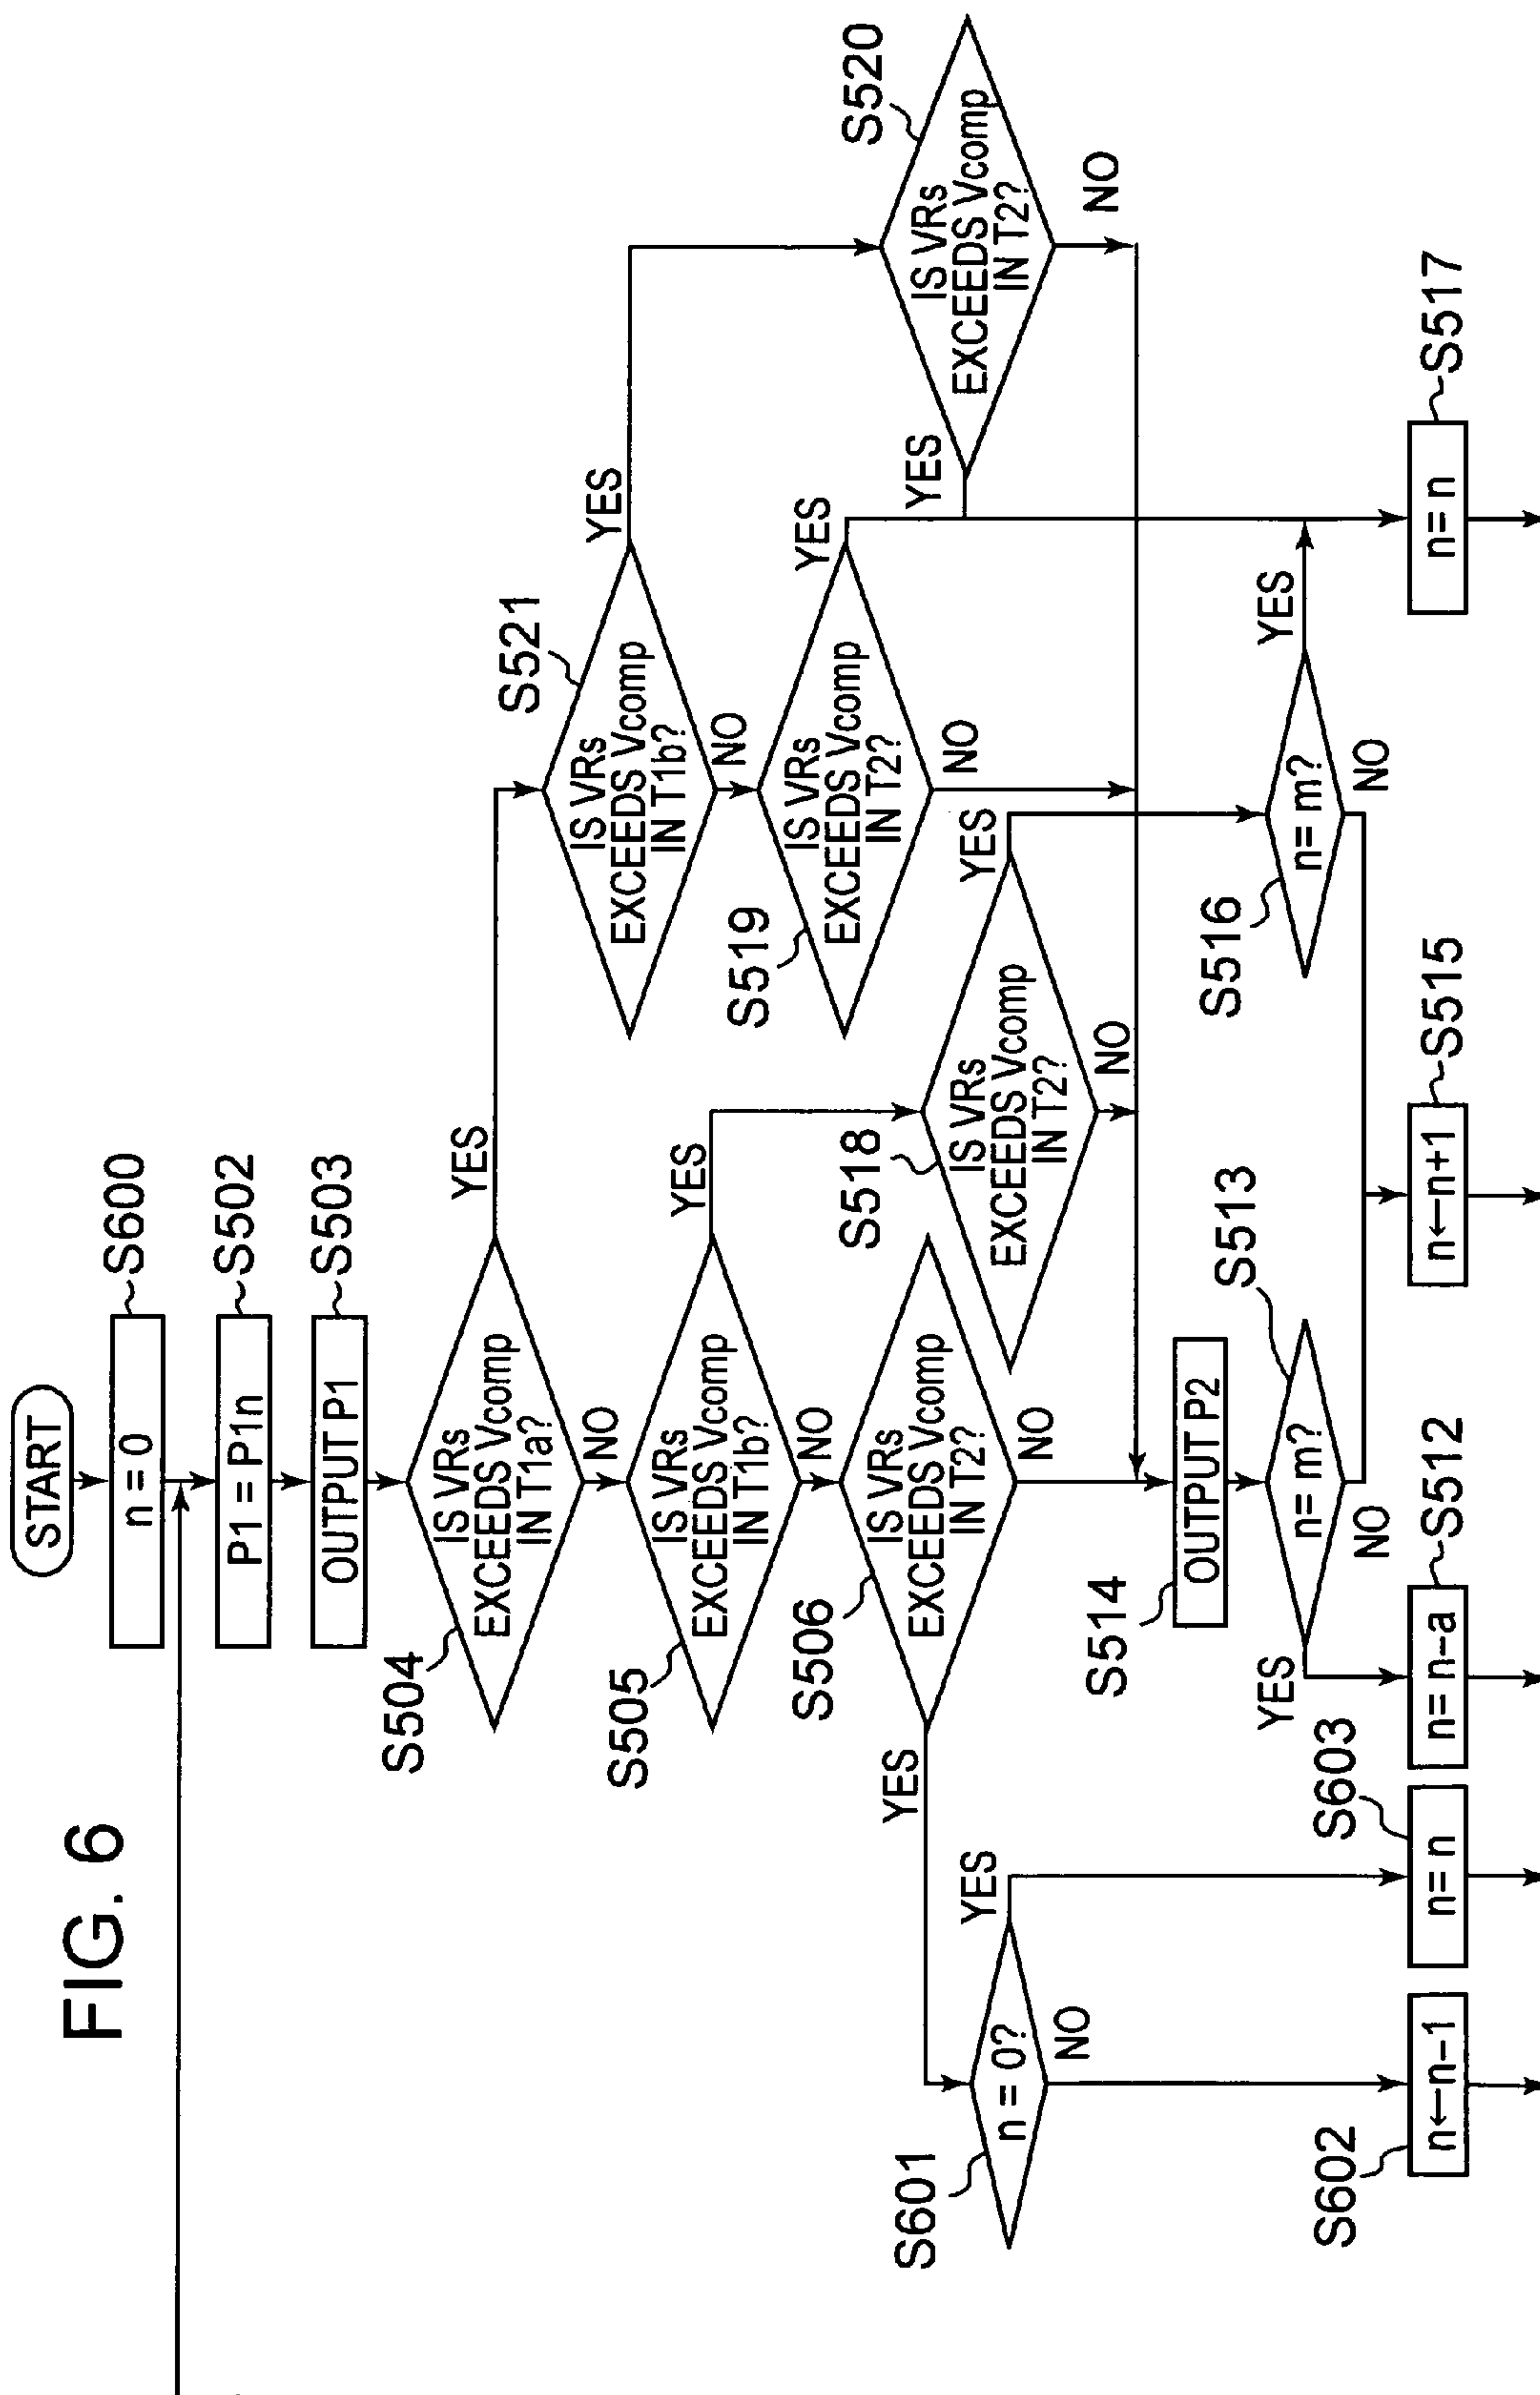 FIG. 6
START
n = 0
S600
P1 = P1n
S502
OUTPUT P1
S503
IS VRs
EXCEEDS Vcomp
IN T1a?
S504
YES
NO
IS VRs
EXCEEDS Vcomp
IN T1b?
S505
YES
NO
IS VRs
EXCEEDS Vcomp
IN T1b?
S521
YES
NO
IS VRs
EXCEEDS Vcomp
IN T2?
S506
YES
NO
IS VRs
EXCEEDS Vcomp
IN T2?
S518
YES
NO
IS VRs
EXCEEDS Vcomp
IN T2?
S519
YES
NO
IS VRs
EXCEEDS Vcomp
IN T2?
S520
YES
NO
n = 0?
S601
YES
NO
OUTPUT P2
S514
n= m?
S513
YES
NO
n= m?
S516
YES
NO
n←n–1
S602
n= n
S603
n= n–a
S512
n←n+1
S515
n= n
S517